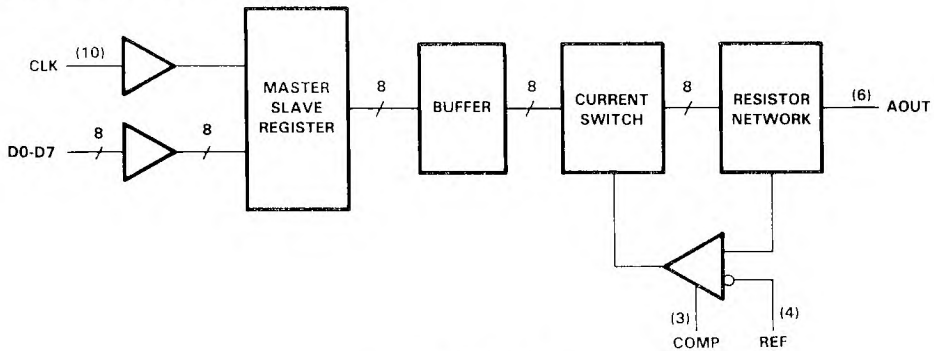 CLK (10)
D0-D7 8 8
MASTER
SLAVE
REGISTER
8
BUFFER
8
CURRENT
SWITCH
8
RESISTOR
NETWORK
(6) AOUT
(3) (4)
COMP REF